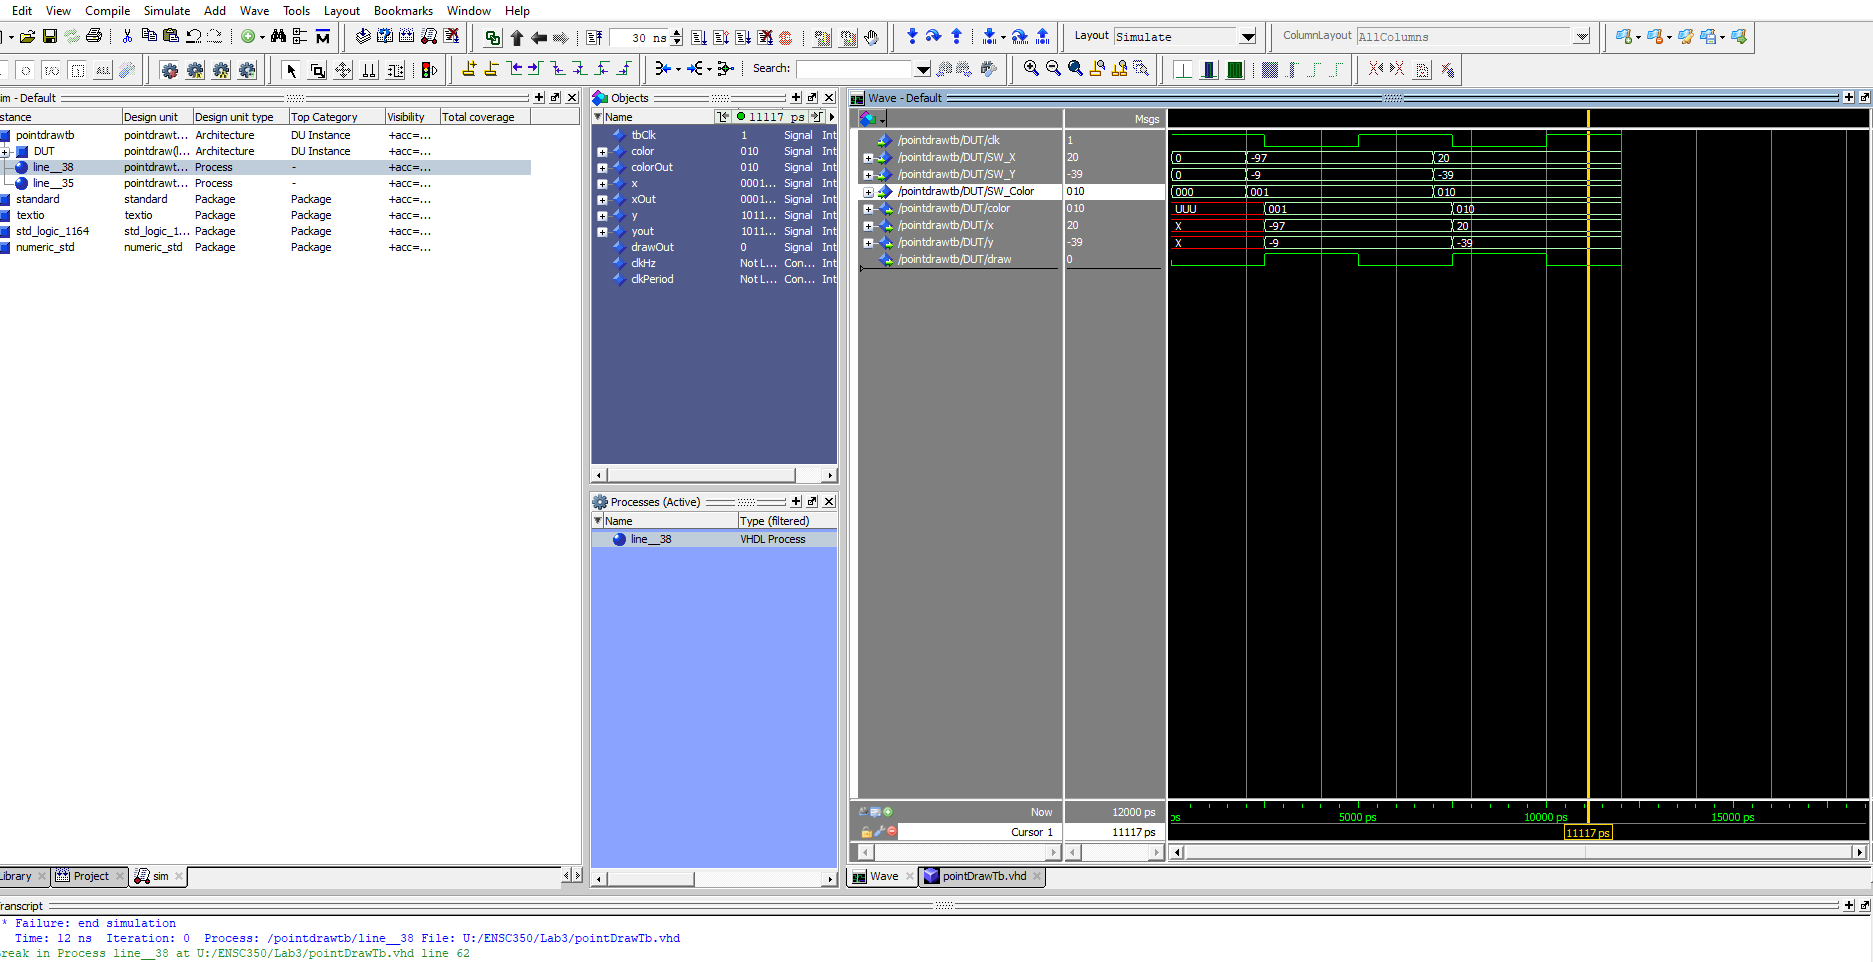 Edit View Compile Simulate Add Wave Tools Layout Bookmarks Window Help
30 ns
Layout Simulate
ColumnLayout AllColumns
Search:
im - Default
stance Design unit Design unit type Top Category Visibility Total coverage
pointdrawtb pointdrawt... Architecture DU Instance +acc=...
DUT pointdraw(l... Architecture DU Instance +acc=...
line__38 pointdrawt... Process - +acc=...
line__35 pointdrawt... Process - +acc=...
standard standard Package Package +acc=...
textio textio Package Package +acc=...
std_logic_1164 std_logic_1... Package Package +acc=...
numeric_std numeric_std Package Package +acc=...
Library Project sim
Objects
Name 11117 ps
tbClk 1 Signal Int
color 010 Signal Int
colorOut 010 Signal Int
x 0001... Signal Int
xOut 0001... Signal Int
y 1011... Signal Int
yout 1011... Signal Int
drawOut 0 Signal Int
clkHz Not L... Con... Int
clkPeriod Not L... Con... Int
Processes (Active)
Name Type (filtered)
line__38 VHDL Process
Wave - Default
Msgs
/pointdrawtb/DUT/clk 1
/pointdrawtb/DUT/SW_X 20 0 -97 20
/pointdrawtb/DUT/SW_Y -39 0 -9 -39
/pointdrawtb/DUT/SW_Color 010 000 001 010
/pointdrawtb/DUT/color 010 UUU 001 010
/pointdrawtb/DUT/x 20 X -97 20
/pointdrawtb/DUT/y -39 X -9 -39
/pointdrawtb/DUT/draw 0
Now 12000 ps ps 5000 ps 10000 ps 15000 ps
Cursor 1 11117 ps 11117 ps
Wave pointDrawTb.vhd
ranscript
* Failure: end simulation
Time: 12 ns Iteration: 0 Process: /pointdrawtb/line__38 File: U:/ENSC350/Lab3/pointDrawTb.vhd
reak in Process line__38 at U:/ENSC350/Lab3/pointDrawTb.vhd line 62